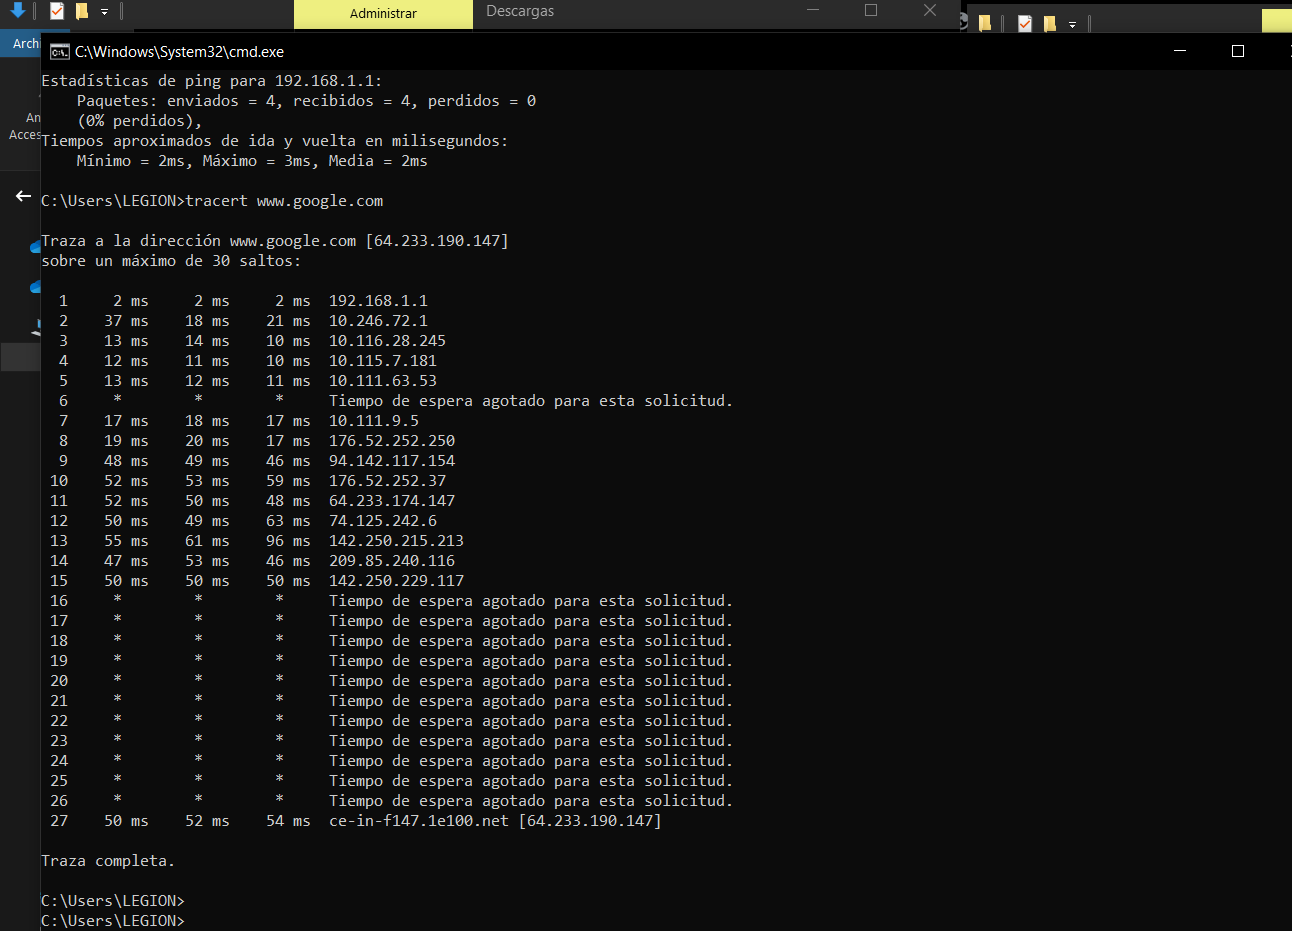 Administrar
Descargas
Archi
C:\Windows\System32\cmd.exe
An
Acces
Estadísticas de ping para 192.168.1.1:
    Paquetes: enviados = 4, recibidos = 4, perdidos = 0
    (0% perdidos),
Tiempos aproximados de ida y vuelta en milisegundos:
    Mínimo = 2ms, Máximo = 3ms, Media = 2ms
C:\Users\LEGION>tracert www.google.com
Traza a la dirección www.google.com [64.233.190.147]
sobre un máximo de 30 saltos:
  1     2 ms     2 ms     2 ms  192.168.1.1
  2    37 ms    18 ms    21 ms  10.246.72.1
  3    13 ms    14 ms    10 ms  10.116.28.245
  4    12 ms    11 ms    10 ms  10.115.7.181
  5    13 ms    12 ms    11 ms  10.111.63.53
  6     *        *        *     Tiempo de espera agotado para esta solicitud.
  7    17 ms    18 ms    17 ms  10.111.9.5
  8    19 ms    20 ms    17 ms  176.52.252.250
  9    48 ms    49 ms    46 ms  94.142.117.154
 10    52 ms    53 ms    59 ms  176.52.252.37
 11    52 ms    50 ms    48 ms  64.233.174.147
 12    50 ms    49 ms    63 ms  74.125.242.6
 13    55 ms    61 ms    96 ms  142.250.215.213
 14    47 ms    53 ms    46 ms  209.85.240.116
 15    50 ms    50 ms    50 ms  142.250.229.117
 16     *        *        *     Tiempo de espera agotado para esta solicitud.
 17     *        *        *     Tiempo de espera agotado para esta solicitud.
 18     *        *        *     Tiempo de espera agotado para esta solicitud.
 19     *        *        *     Tiempo de espera agotado para esta solicitud.
 20     *        *        *     Tiempo de espera agotado para esta solicitud.
 21     *        *        *     Tiempo de espera agotado para esta solicitud.
 22     *        *        *     Tiempo de espera agotado para esta solicitud.
 23     *        *        *     Tiempo de espera agotado para esta solicitud.
 24     *        *        *     Tiempo de espera agotado para esta solicitud.
 25     *        *        *     Tiempo de espera agotado para esta solicitud.
 26     *        *        *     Tiempo de espera agotado para esta solicitud.
 27    50 ms    52 ms    54 ms  ce-in-f147.1e100.net [64.233.190.147]
Traza completa.
C:\Users\LEGION>
C:\Users\LEGION>